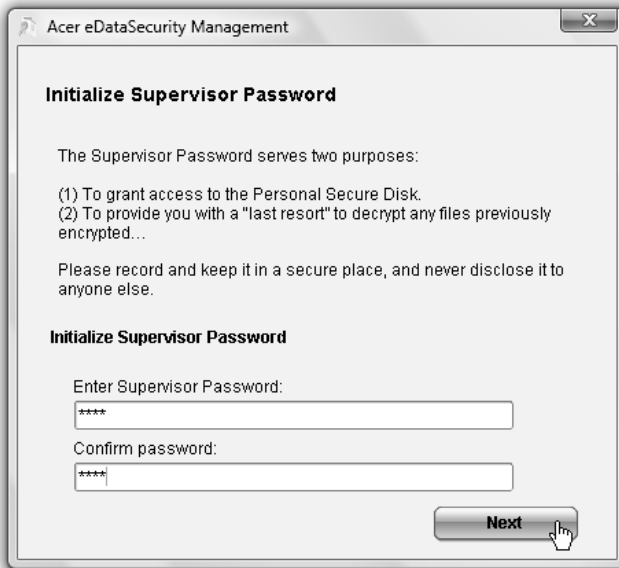 Acer eDataSecurity Management
X
Initialize Supervisor Password
The Supervisor Password serves two purposes:
(1) To grant access to the Personal Secure Disk.
(2) To provide you with a "last resort" to decrypt any files previously
encrypted...
Please record and keep it in a secure place, and never disclose it to
anyone else.
Initialize Supervisor Password
Enter Supervisor Password:
****
Confirm password:
****
Next